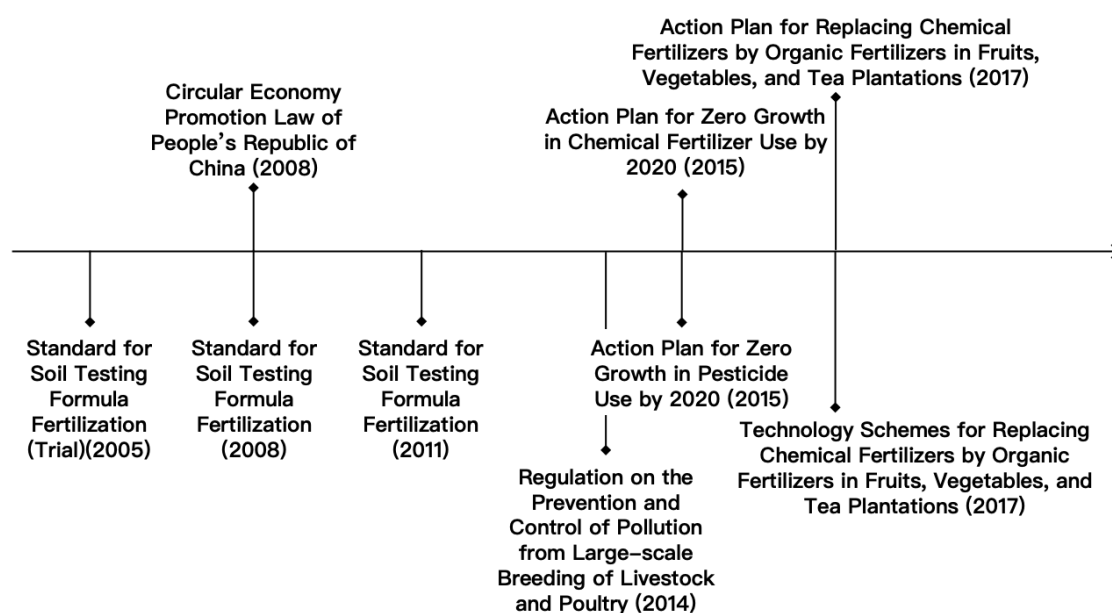 Action Plan for Replacing Chemical
Fertilizers by Organic Fertilizers in Fruits,
Vegetables, and Tea Plantations (2017)
Circular Economy
Promotion Law of
People's Republic of
China (2008)
Action Plan for Zero Growth
in Chemical Fertilizer Use by
2020 (2015)
Standard for
Soil Testing
Formula
Fertilization
(Trial)(2005)
Standard for
Soil Testing
Formula
Fertilization
(2008)
Standard for
Soil Testing
Formula
Fertilization
(2011)
Action Plan for Zero
Growth in Pesticide
Use by 2020 (2015)
Regulation on the
Prevention and
Control of Pollution
from Large-scale
Breeding of Livestock
and Poultry (2014)
Technology Schemes for Replacing
Chemical Fertilizers by Organic
Fertilizers in Fruits, Vegetables, and
Tea Plantations (2017)